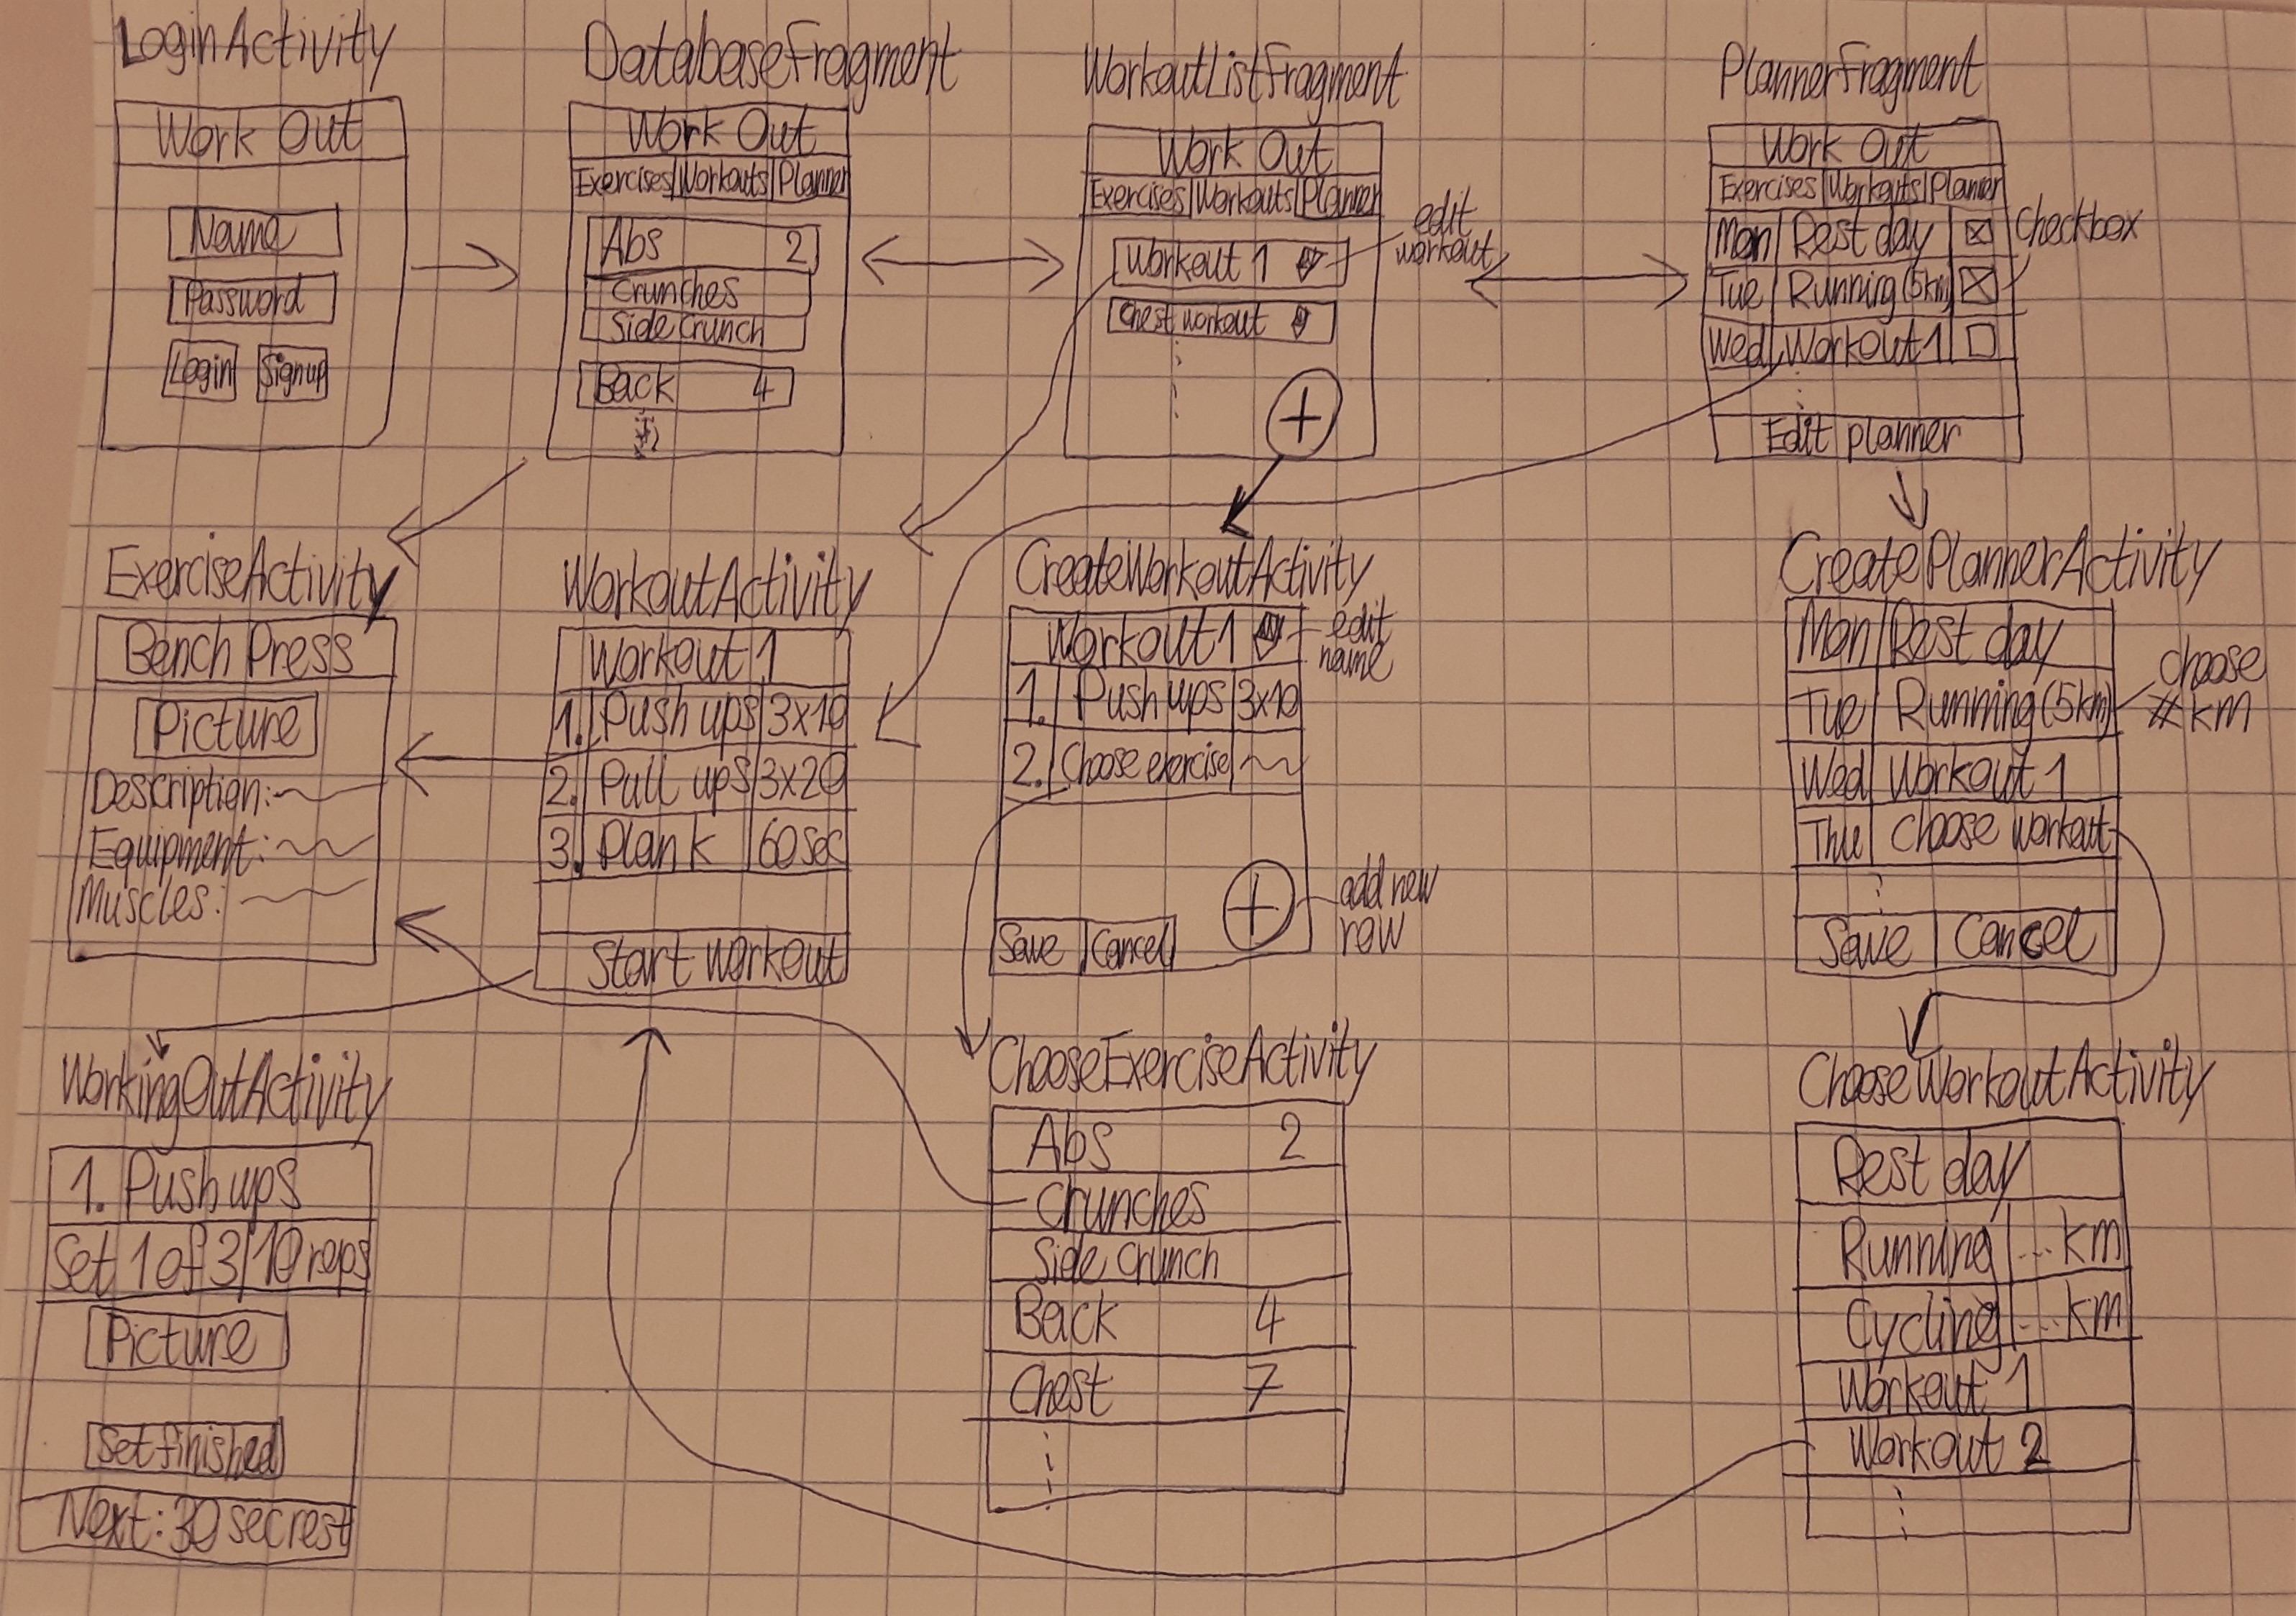 LoginActivity
Work Out
Name
Password
Login Signup
DatabaseFragment
Work Out
Exercises Workouts Planner
Abs 2
Crunches
Side Crunch
Back 4
WorkoutListFragment
Work Out
Exercises Workouts Planner
Workout 1
edit
workout
Chest workout
+
PlannerFragment
Work Out
Exercises Workouts Planner
Mon Rest day
checkbox
Tue Running (5km)
Wed Workout 1
Edit planner
ExerciseActivity
Bench Press
Picture
Description:
Equipment:
Muscles:
WorkoutActivity
Workout 1
1. Push ups 3x10
2. Pull ups 3x20
3. Plank 60sec
Start workout
CreateWorkoutActivity
Workout 1
edit
name
1. Push ups 3x10
2. Choose exercise
+
add new
row
Save Cancel
CreatePlannerActivity
Mon Rest day
Tue Running (5km)
choose
# km
Wed Workout 1
Thu choose workout
Save Cancel
WorkingOutActivity
1. Push ups
Set 1 of 3 10 reps
Picture
Set finished
Next: 30 sec rest
ChooseExerciseActivity
Abs 2
Crunches
Side Crunch
Back 4
Chest 7
ChooseWorkoutActivity
Rest day
Running ... km
Cycling ... km
Workout 1
Workout 2